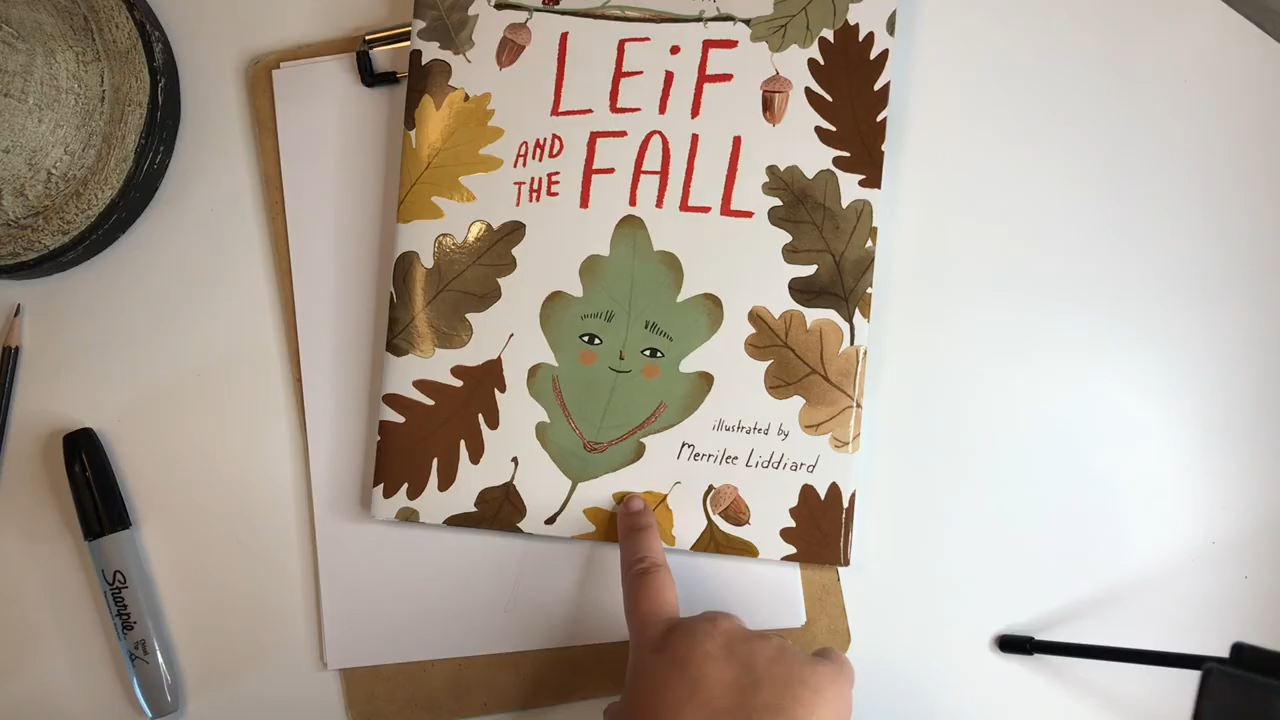 LEiF
AND THE FALL
illustrated by
Merrilee Liddiard
Sharpie